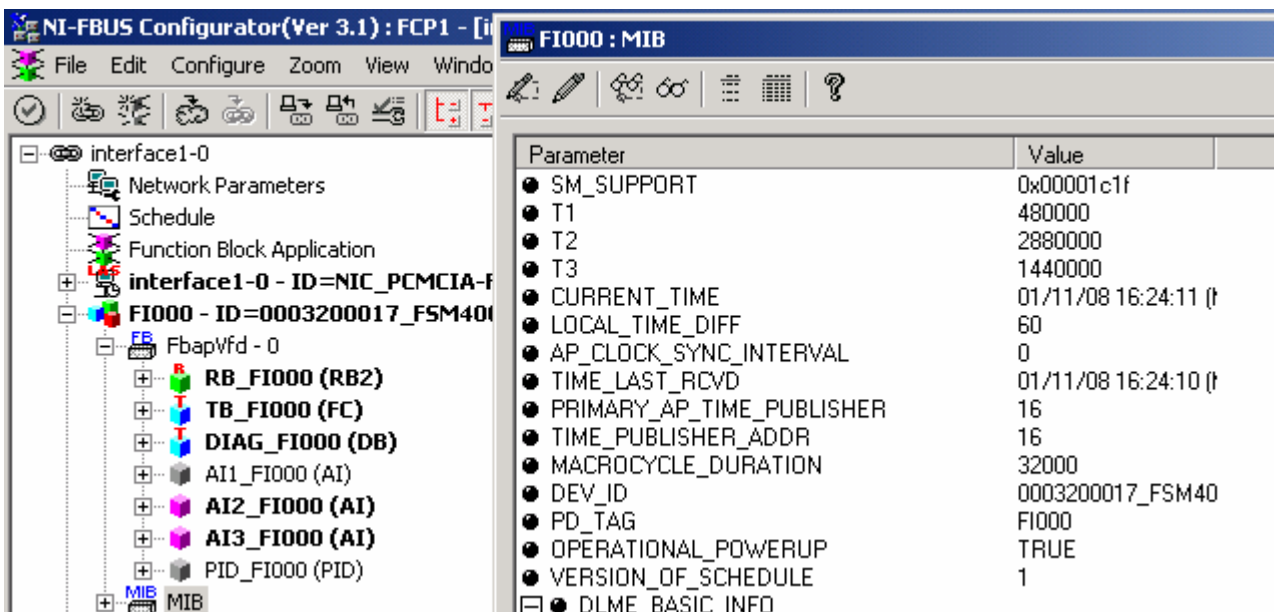 NI-FBUS Configurator(Ver 3.1) : FCP1 - [i
File Edit Configure Zoom View Windo
interface1-0
Network Parameters
Schedule
Function Block Application
LAS
interface1-0 - ID=NIC_PCMCIA-F
FI000 - ID=0003200017_FSM400
FB
FbapVfd - 0
R
RB_FI000 (RB2)
T
TB_FI000 (FC)
T
DIAG_FI000 (DB)
AI1_FI000 (AI)
AI2_FI000 (AI)
AI3_FI000 (AI)
PID_FI000 (PID)
MIB
MIB
FI000 : MIB
Parameter Value
SM_SUPPORT 0x00001c1f
T1 480000
T2 2880000
T3 1440000
CURRENT_TIME 01/11/08 16:24:11 (
LOCAL_TIME_DIFF 60
AP_CLOCK_SYNC_INTERVAL 0
TIME_LAST_RCVD 01/11/08 16:24:10 (
PRIMARY_AP_TIME_PUBLISHER 16
TIME_PUBLISHER_ADDR 16
MACROCYCLE_DURATION 32000
DEV_ID 0003200017_FSM40
PD_TAG FI000
OPERATIONAL_POWERUP TRUE
VERSION_OF_SCHEDULE 1
DLME_BASIC_INFO